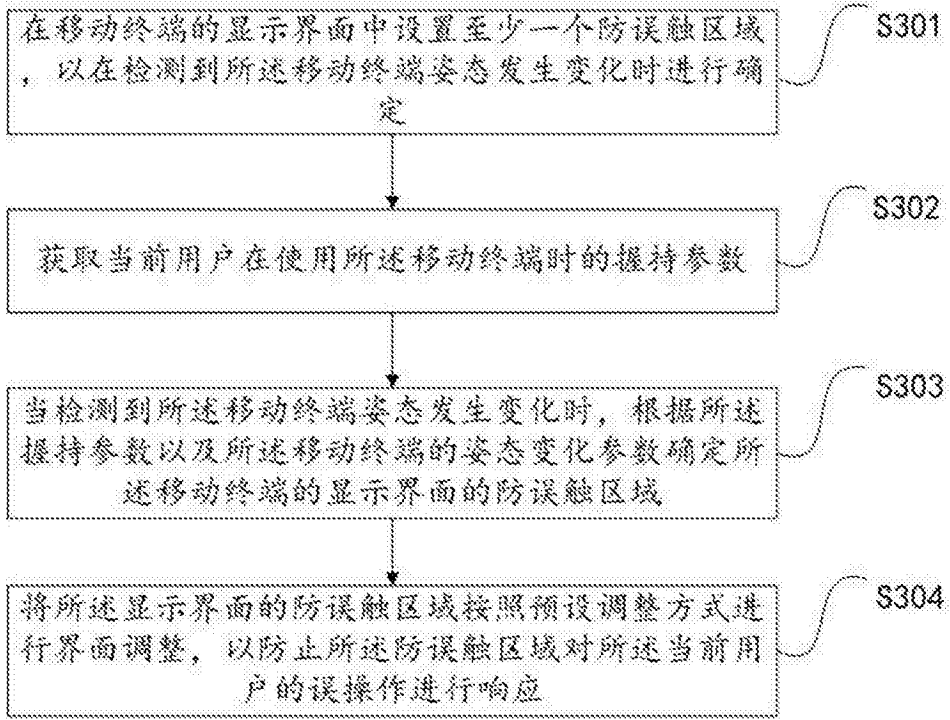 在移动终端的显示界面中设置至少一个防误触区域
，以在检测到所述移动终端姿态发生变化时进行确
定
S301
获取当前用户在使用所述移动终端时的握持参数
S302
当检测到所述移动终端姿态发生变化时，根据所述
握持参数以及所述移动终端的姿态变化参数确定所
述移动终端的显示界面的防误触区域
S303
将所述显示界面的防误触区域按照预设调整方式进
行界面调整，以防止所述防误触区域对所述当前用
户的误操作进行响应
S304